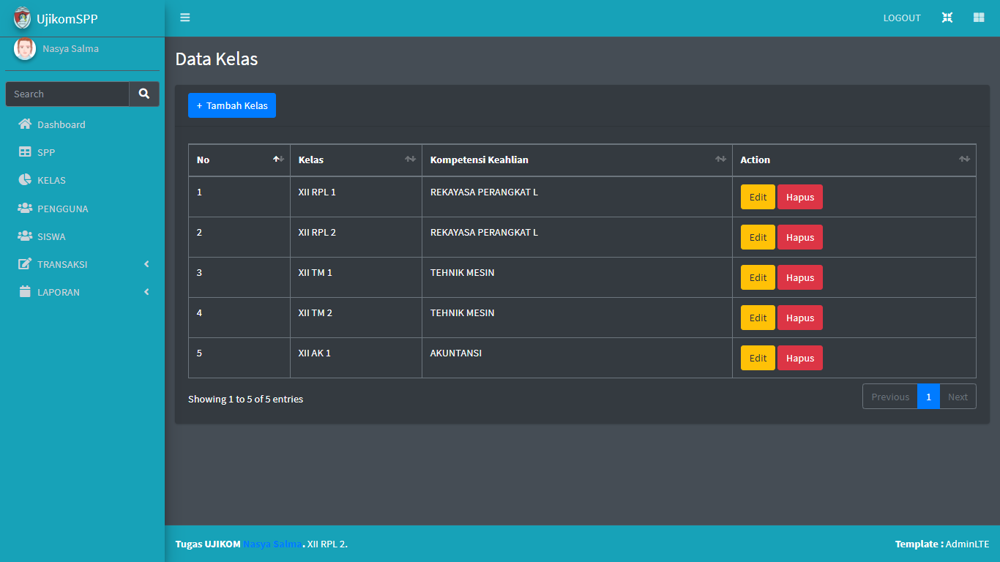 UjikomSPP
LOGOUT
Nasya Salma
Search
Dashboard
SPP
KELAS
PENGGUNA
SISWA
TRANSAKSI
LAPORAN
Data Kelas
+ Tambah Kelas
No Kelas Kompetensi Keahlian Action
1 XII RPL 1 REKAYASA PERANGKAT L Edit Hapus
2 XII RPL 2 REKAYASA PERANGKAT L Edit Hapus
3 XII TM 1 TEHNIK MESIN Edit Hapus
4 XII TM 2 TEHNIK MESIN Edit Hapus
5 XII AK 1 AKUNTANSI Edit Hapus
Showing 1 to 5 of 5 entries
Previous 1 Next
Tugas UJIKOM Nasya Salma. XII RPL 2.
Template : AdminLTE